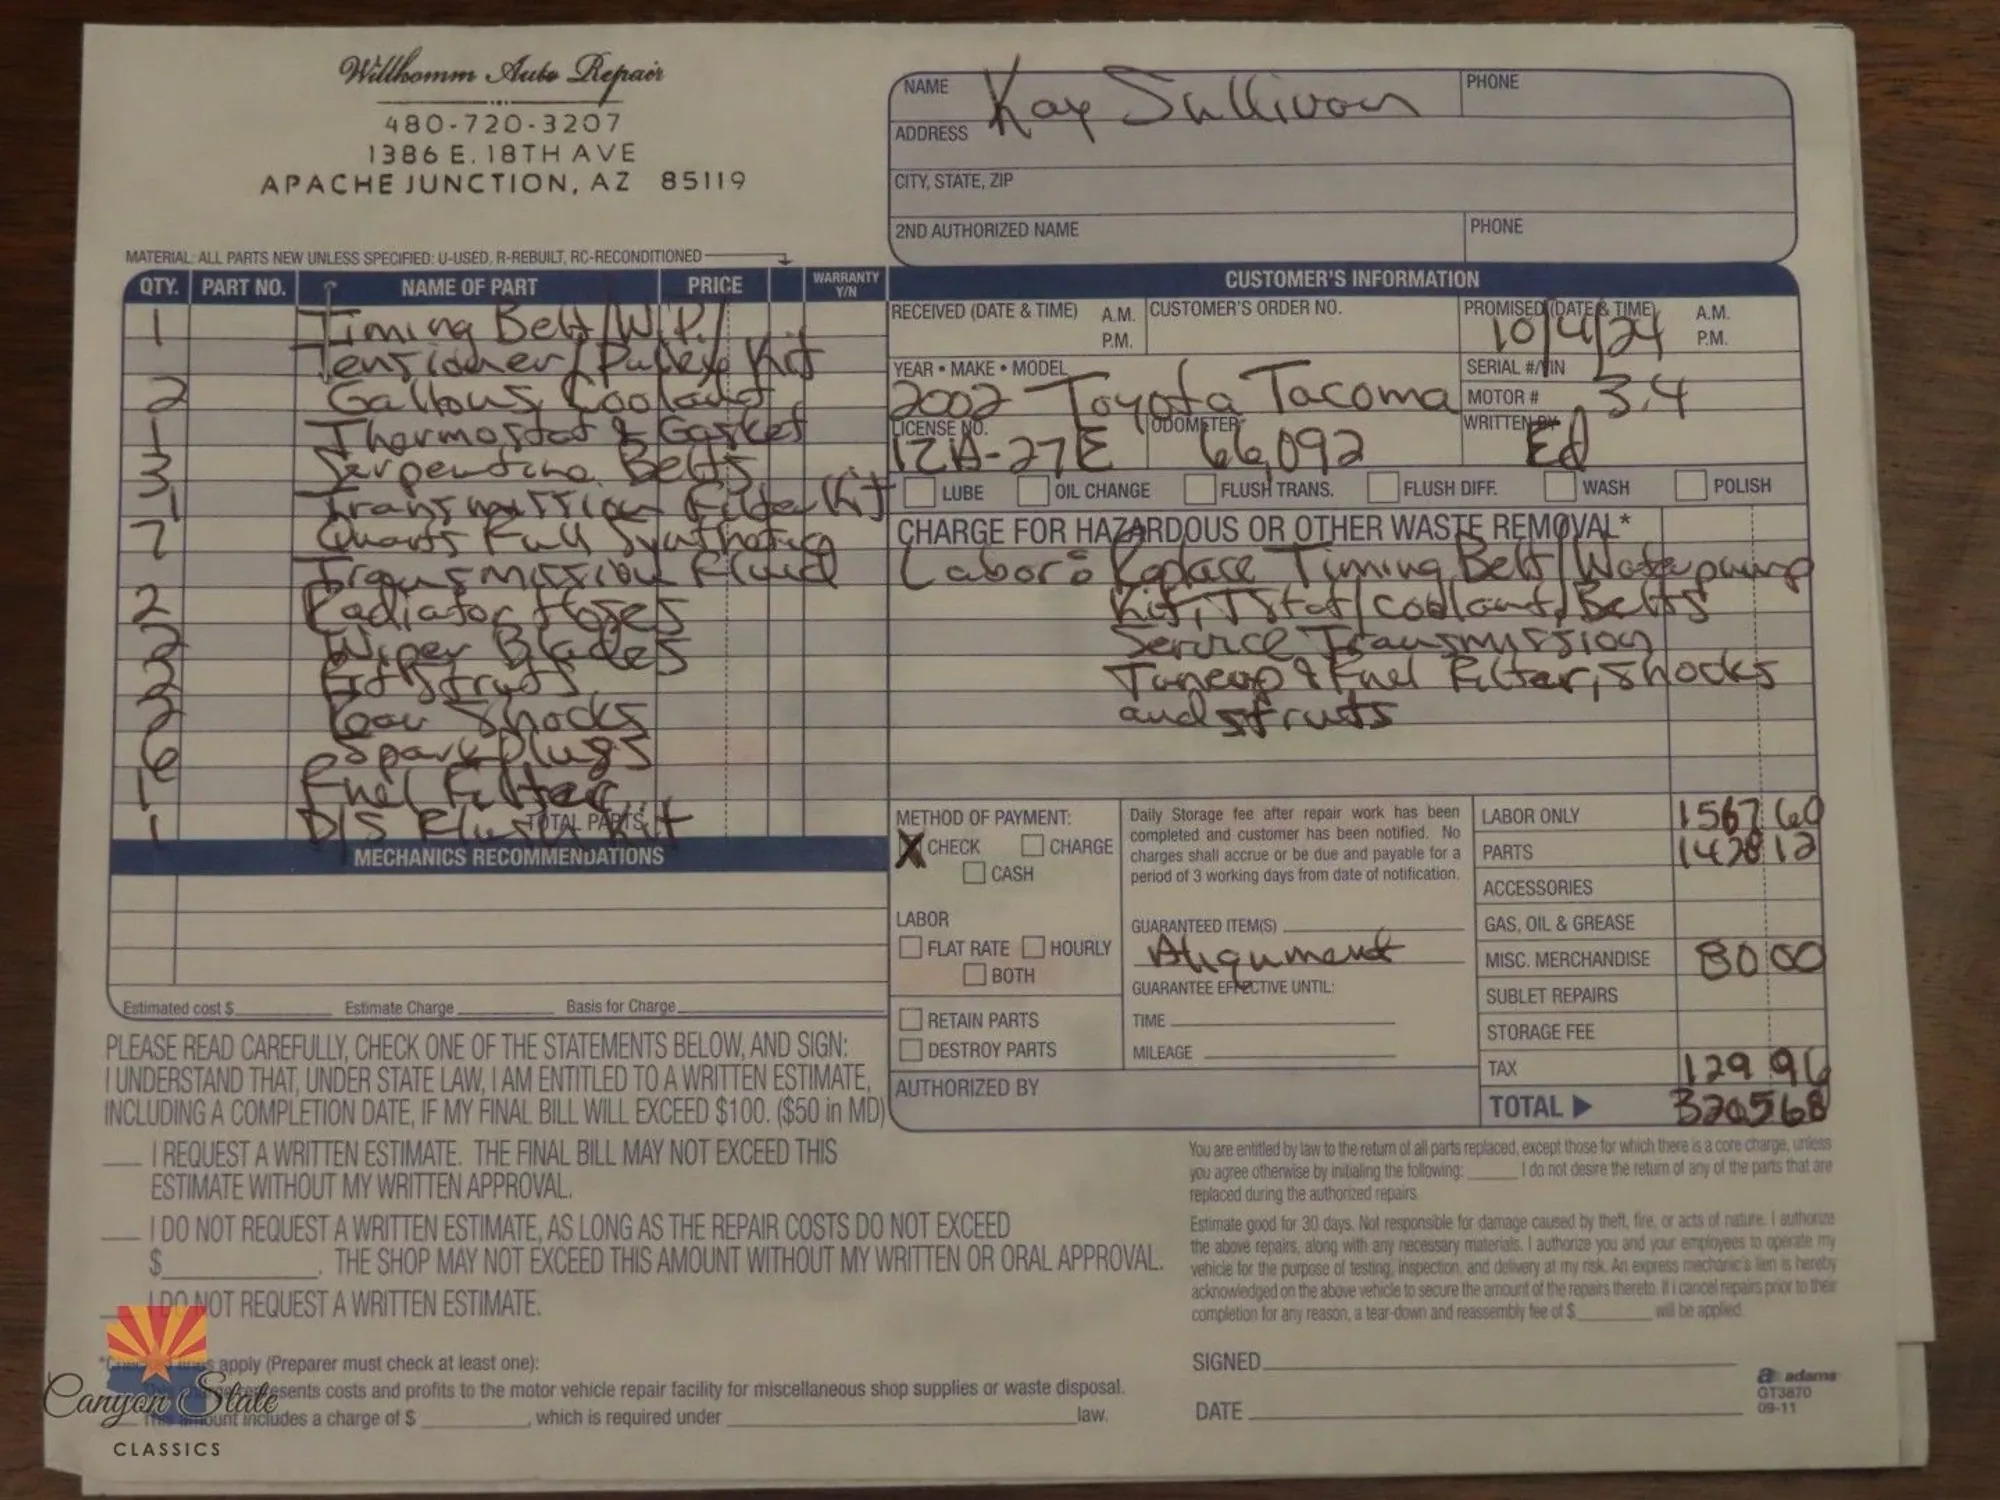 Willhomm Auto Repair
480-720-3207
1386 E. 18TH AVE
APACHE JUNCTION, AZ 85119
NAME Kay Sullivan
PHONE
ADDRESS
CITY, STATE, ZIP
2ND AUTHORIZED NAME
PHONE
MATERIAL: ALL PARTS NEW UNLESS SPECIFIED: U-USED, R-REBUILT, RC-RECONDITIONED
QTY. PART NO. NAME OF PART PRICE WARRANTY Y/N
1 Timing Belt/W.P./
Tensioner/Pulley Kit
2 Gallons Coolant
1 Thermostat & Gasket
3 Serpentine Belts
1 Transmission Filter Kit
7 Quarts Full Synthetic
Transmission Fluid
2 Radiator Hoses
2 Wiper Blades
2 Frt Struts
2 Rear Shocks
6 Spark Plugs
1 Fuel Filter
1 P/S Flush Kit
TOTAL PARTS
MECHANICS RECOMMENDATIONS
Estimated cost $ Estimate Charge Basis for Charge
CUSTOMER'S INFORMATION
RECEIVED (DATE & TIME) A.M. P.M.
CUSTOMER'S ORDER NO.
PROMISED (DATE & TIME) A.M. P.M.
10/4/24
YEAR • MAKE • MODEL
2002 Toyota Tacoma
SERIAL #/VIN
MOTOR # 3.4
LICENSE NO.
ODOMETER 66,092
WRITTEN BY Ed
LUBE OIL CHANGE FLUSH TRANS. FLUSH DIFF. WASH POLISH
CHARGE FOR HAZARDOUS OR OTHER WASTE REMOVAL*
Labor: Replace Timing Belt/Waterpump
Kit, TStat/Coolant, Belts
Service Transmission
Tuneup & Fuel Filter, Shocks
and struts
METHOD OF PAYMENT:
X CHECK CHARGE
CASH
LABOR
FLAT RATE HOURLY
BOTH
RETAIN PARTS
DESTROY PARTS
AUTHORIZED BY
Daily Storage fee after repair work has been
completed and customer has been notified. No
charges shall accrue or be due and payable for a
period of 3 working days from date of notification.
GUARANTEED ITEM(S)
Alignment
GUARANTEE EFFECTIVE UNTIL:
TIME
MILEAGE
LABOR ONLY 1567 60
PARTS 1428 12
ACCESSORIES
GAS, OIL & GREASE
MISC. MERCHANDISE 80 00
SUBLET REPAIRS
STORAGE FEE
TAX 129 96
TOTAL 3205 68
PLEASE READ CAREFULLY, CHECK ONE OF THE STATEMENTS BELOW, AND SIGN:
I UNDERSTAND THAT, UNDER STATE LAW, I AM ENTITLED TO A WRITTEN ESTIMATE,
INCLUDING A COMPLETION DATE, IF MY FINAL BILL WILL EXCEED $100. ($50 in MD)
I REQUEST A WRITTEN ESTIMATE. THE FINAL BILL MAY NOT EXCEED THIS
ESTIMATE WITHOUT MY WRITTEN APPROVAL.
I DO NOT REQUEST A WRITTEN ESTIMATE, AS LONG AS THE REPAIR COSTS DO NOT EXCEED
$ . THE SHOP MAY NOT EXCEED THIS AMOUNT WITHOUT MY WRITTEN OR ORAL APPROVAL.
I DO NOT REQUEST A WRITTEN ESTIMATE.
apply (Preparer must check at least one):
costs and profits to the motor vehicle repair facility for miscellaneous shop supplies or waste disposal.
This amount includes a charge of $ , which is required under law.
You are entitled by law to the return of all parts replaced, except those for which there is a core charge, unless
you agree otherwise by initialing the following: I do not desire the return of any of the parts that are
replaced during the authorized repairs.
Estimate good for 30 days. Not responsible for damage caused by theft, fire, or acts of nature. I authorize
the above repairs, along with any necessary materials. I authorize you and your employees to operate my
vehicle for the purpose of testing, inspection, and delivery at my risk. An express mechanic's lien is hereby
acknowledged on the above vehicle to secure the amount of the repairs thereto. If I cancel repairs prior to their
completion for any reason, a tear-down and reassembly fee of $ will be applied.
SIGNED
DATE
adams
GT3870
09-11
Canyon State
CLASSICS